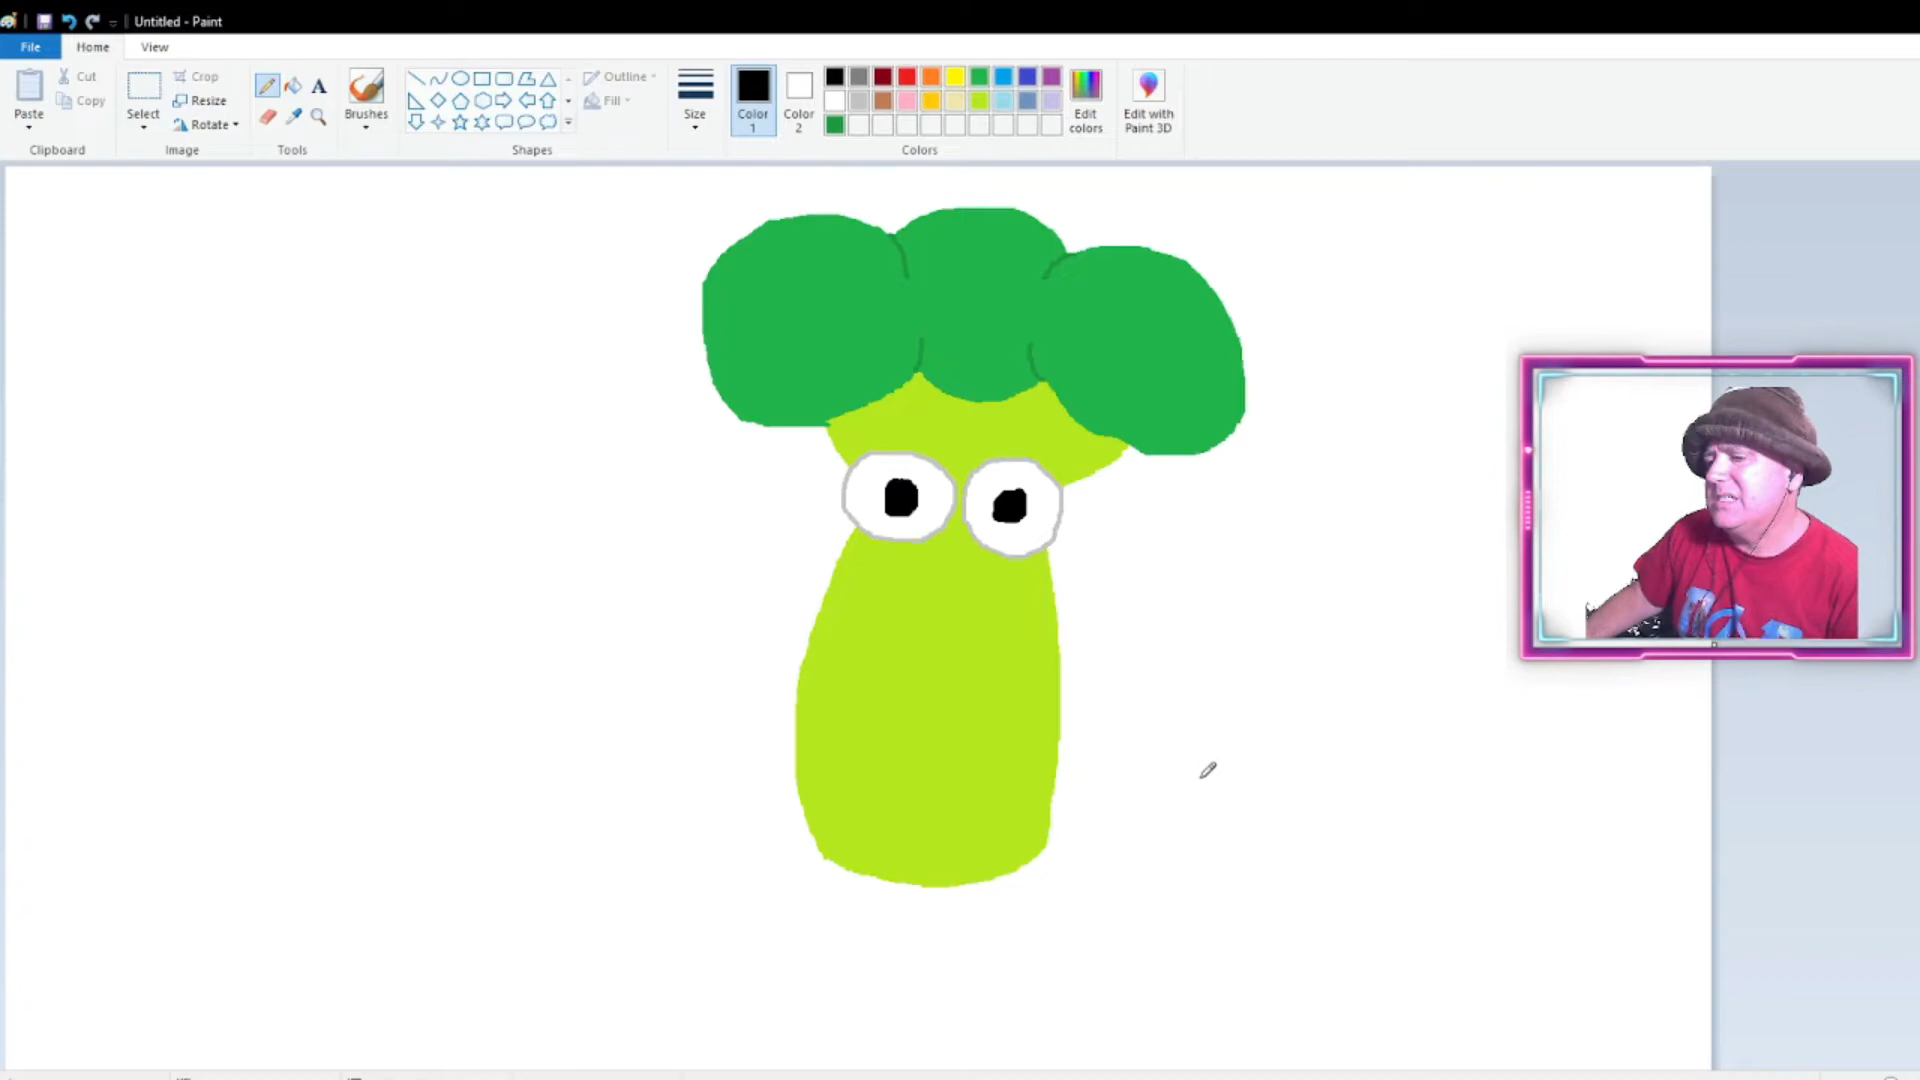 Untitled - Paint
File Home View
Paste
Cut
Copy
Clipboard
Select
Crop
Resize
Rotate
Image
A
Tools
Brushes
Shapes
Outline
Fill
Size
Color 1
Color 2
Colors
Edit colors
Edit with Paint 3D